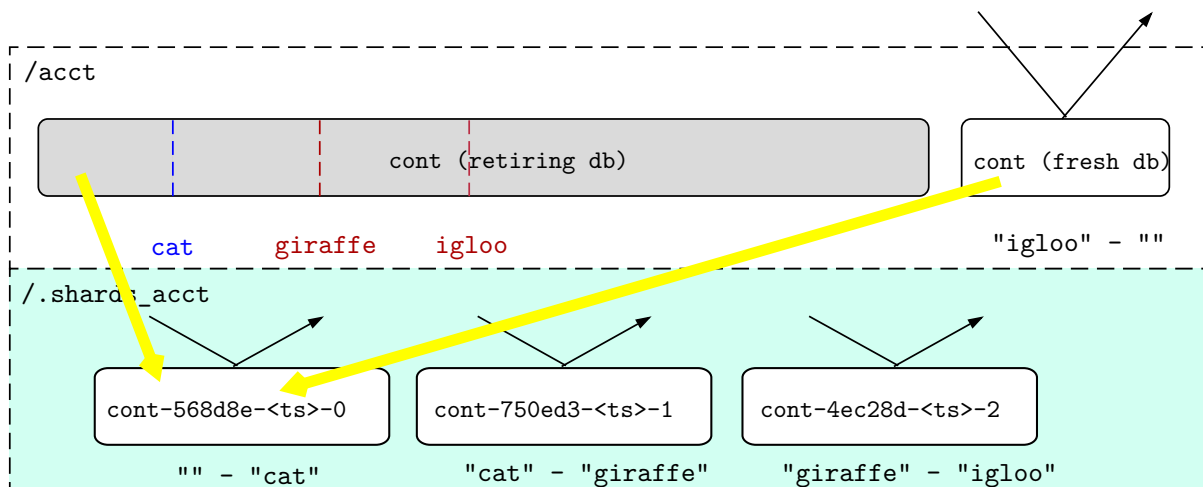 /acct
cont (retiring db)
cont (fresh db)
cat
giraffe
igloo
"igloo" - ""
/.shards_acct
cont-568d8e-<ts>-0
cont-750ed3-<ts>-1
cont-4ec28d-<ts>-2
"" - "cat"
"cat" - "giraffe"
"giraffe" - "igloo"